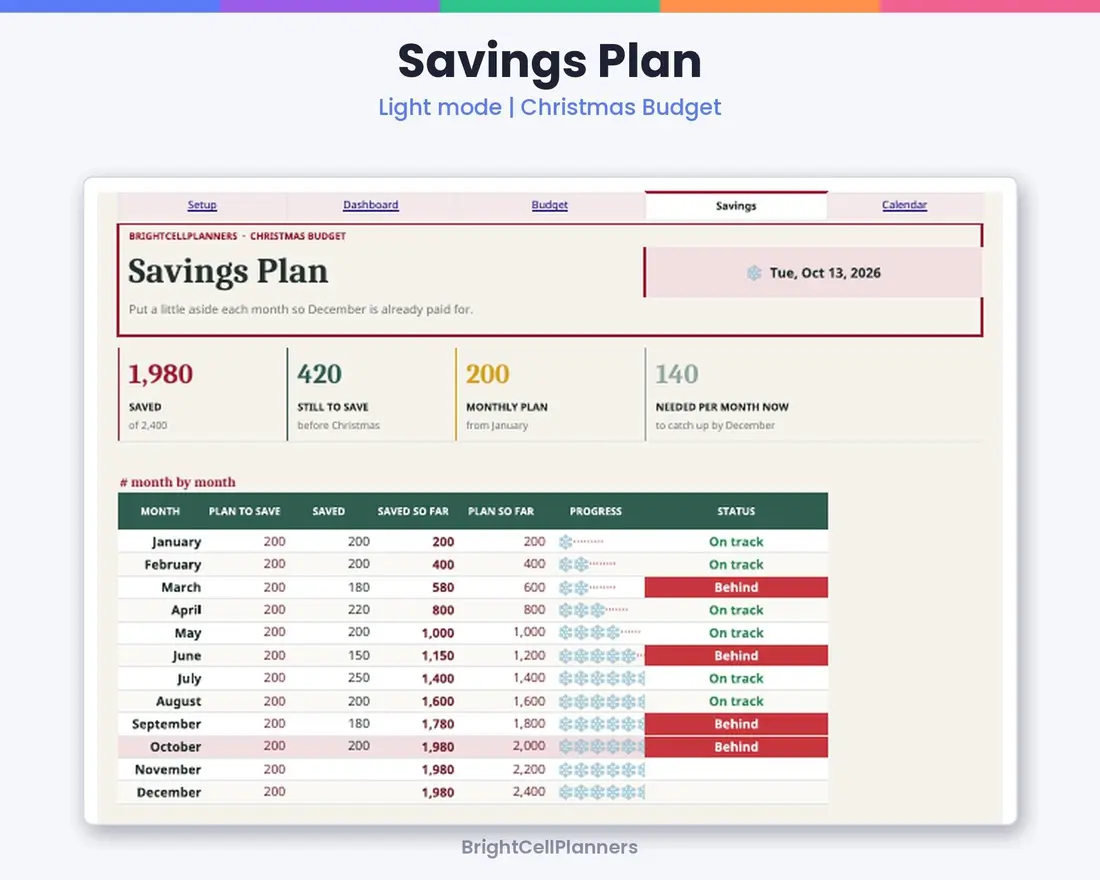 Savings Plan
Light mode | Christmas Budget
Setup Dashboard Budget Savings Calendar
BRIGHTCELLPLANNERS - CHRISTMAS BUDGET
Savings Plan
Tue, Oct 13, 2026
Put a little aside each month so December is already paid for.
1,980 420 200 140
SAVED STILL TO SAVE MONTHLY PLAN NEEDED PER MONTH NOW
of 2,400 before Christmas from January to catch up by December
# month by month
MONTH PLAN TO SAVE SAVED SAVED SO FAR PLAN SO FAR PROGRESS STATUS
January 200 200 200 200 On track
February 200 200 400 400 On track
March 200 180 580 600 Behind
April 200 220 800 800 On track
May 200 200 1,000 1,000 On track
June 200 150 1,150 1,200 Behind
July 200 250 1,400 1,400 On track
August 200 200 1,600 1,600 On track
September 200 180 1,780 1,800 Behind
October 200 200 1,980 2,000 Behind
November 200 1,980 2,200
December 200 1,980 2,400
BrightCellPlanners